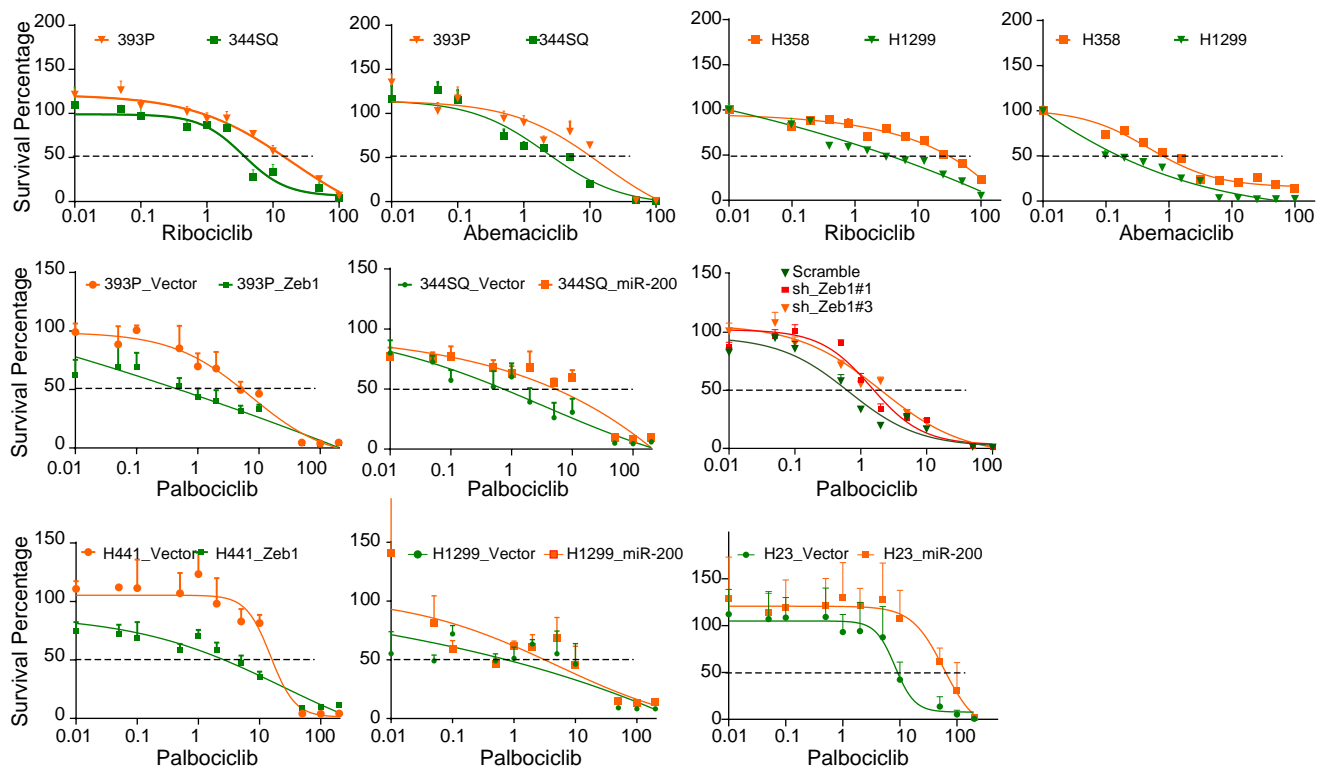 Survival Percentage
200
150
100
50
0
393P 344SQ
0.01 0.1 1 10 100
Ribociclib
200
150
100
50
0
393P 344SQ
0.01 0.1 1 10 100
Abemaciclib
200
150
100
50
0
H358 H1299
0.01 0.1 1 10 100
Ribociclib
200
150
100
50
0
H358 H1299
0.01 0.1 1 10 100
Abemaciclib
Survival Percentage
150
100
50
0
393P_Vector 393P_Zeb1
0.01 0.1 1 10 100
Palbociclib
150
100
50
0
344SQ_Vector 344SQ_miR-200
0.01 0.1 1 10 100
Palbociclib
150
100
50
0
Scramble
sh_Zeb1#1
sh_Zeb1#3
0.01 0.1 1 10 100
Palbociclib
Survival Percentage
150
100
50
0
H441_Vector H441_Zeb1
0.01 0.1 1 10 100
Palbociclib
150
100
50
0
H1299_Vector H1299_miR-200
0.01 0.1 1 10 100
Palbociclib
150
100
50
0
H23_Vector H23_miR-200
0.01 0.1 1 10 100
Palbociclib